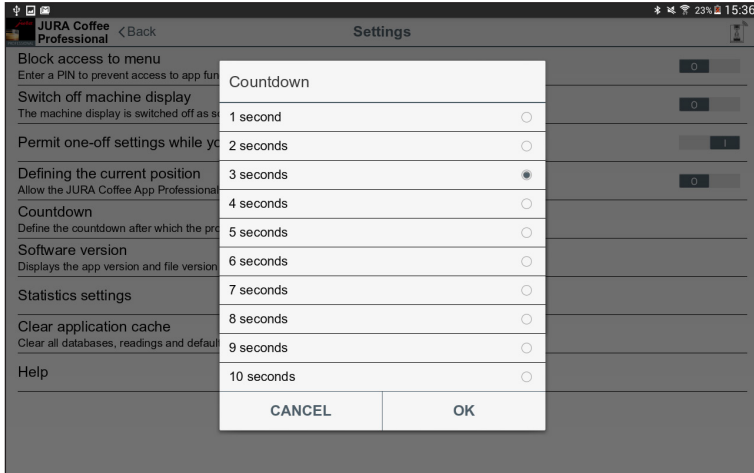 23% 15:36
JURA Coffee
Professional
Back
Settings
Block access to menu
Enter a PIN to prevent access to app fun
O
Switch off machine display
The machine display is switched off as s
O
Permit one-off settings while yo
I
Defining the current position
Allow the JURA Coffee App Professional
O
Countdown
Define the countdown after which the pro
Software version
Displays the app version and file version
Statistics settings
Clear application cache
Clear all databases, readings and default
Help
Countdown
1 second
2 seconds
3 seconds
4 seconds
5 seconds
6 seconds
7 seconds
8 seconds
9 seconds
10 seconds
CANCEL OK